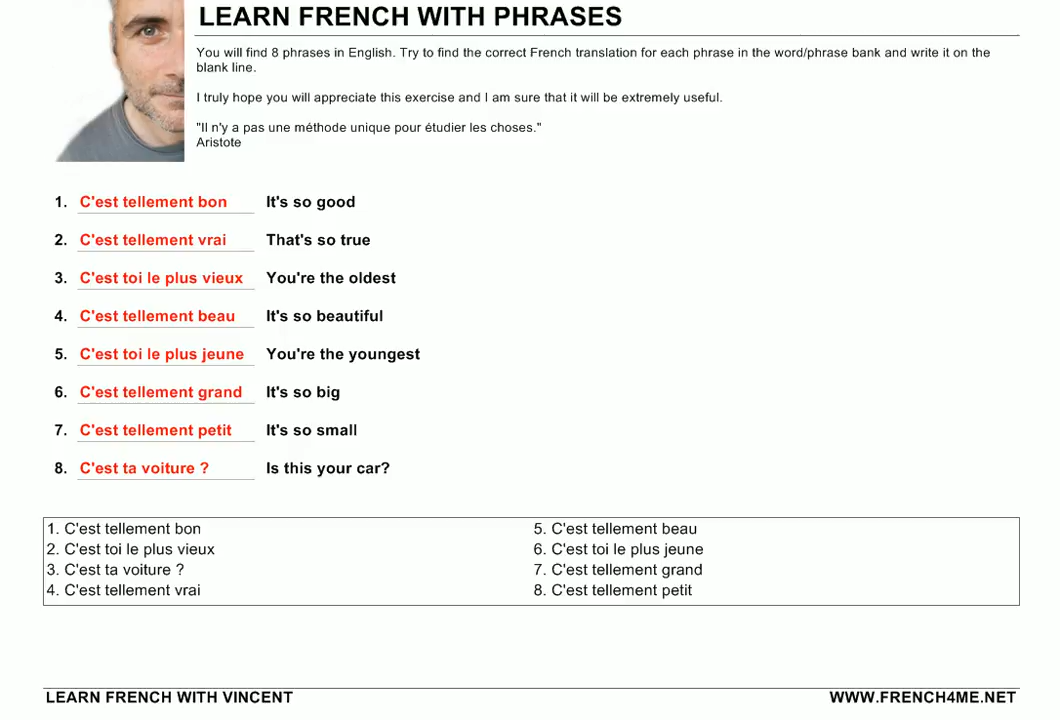 LEARN FRENCH WITH PHRASES
You will find 8 phrases in English. Try to find the correct French translation for each phrase in the word/phrase bank and write it on the
blank line.
I truly hope you will appreciate this exercise and I am sure that it will be extremely useful.
"Il n'y a pas une méthode unique pour étudier les choses."
Aristote
1. C'est tellement bon It's so good
2. C'est tellement vrai That's so true
3. C'est toi le plus vieux You're the oldest
4. C'est tellement beau It's so beautiful
5. C'est toi le plus jeune You're the youngest
6. C'est tellement grand It's so big
7. C'est tellement petit It's so small
8. C'est ta voiture ? Is this your car?
1. C'est tellement bon
2. C'est toi le plus vieux
3. C'est ta voiture ?
4. C'est tellement vrai
5. C'est tellement beau
6. C'est toi le plus jeune
7. C'est tellement grand
8. C'est tellement petit
LEARN FRENCH WITH VINCENT WWW.FRENCH4ME.NET